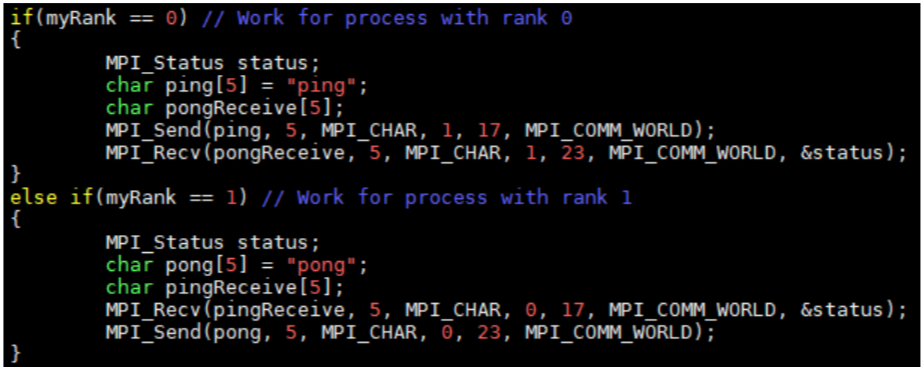 if(myRank == 0) // Work for process with rank 0
{
        MPI_Status status;
        char ping[5] = "ping";
        char pongReceive[5];
        MPI_Send(ping, 5, MPI_CHAR, 1, 17, MPI_COMM_WORLD);
        MPI_Recv(pongReceive, 5, MPI_CHAR, 1, 23, MPI_COMM_WORLD, &status);
}
else if(myRank == 1) // Work for process with rank 1
{
        MPI_Status status;
        char pong[5] = "pong";
        char pingReceive[5];
        MPI_Recv(pingReceive, 5, MPI_CHAR, 0, 17, MPI_COMM_WORLD, &status);
        MPI_Send(pong, 5, MPI_CHAR, 0, 23, MPI_COMM_WORLD);
}